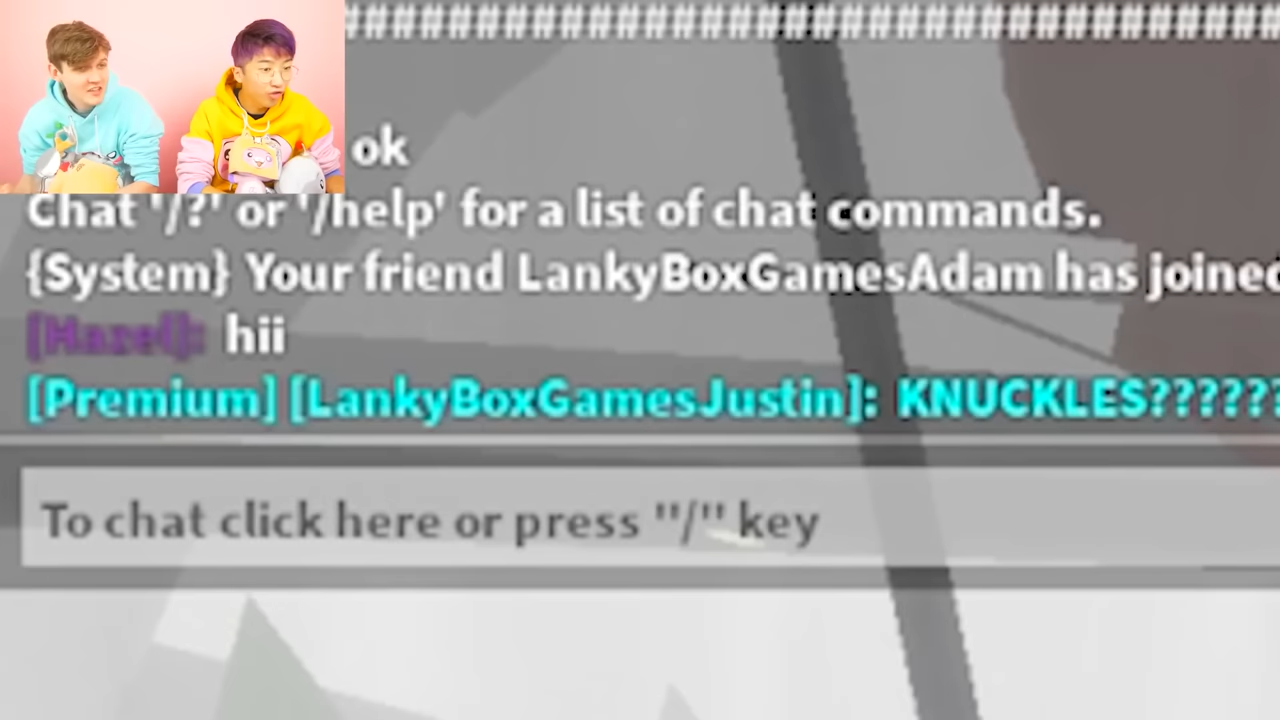 ##############################
ok
Chat '/?' or '/help' for a list of chat commands.
{System} Your friend LankyBoxGamesAdam has joined
[Hazel]: hii
[Premium] [LankyBoxGamesJustin]: KNUCKLES??????
To chat click here or press "/" key